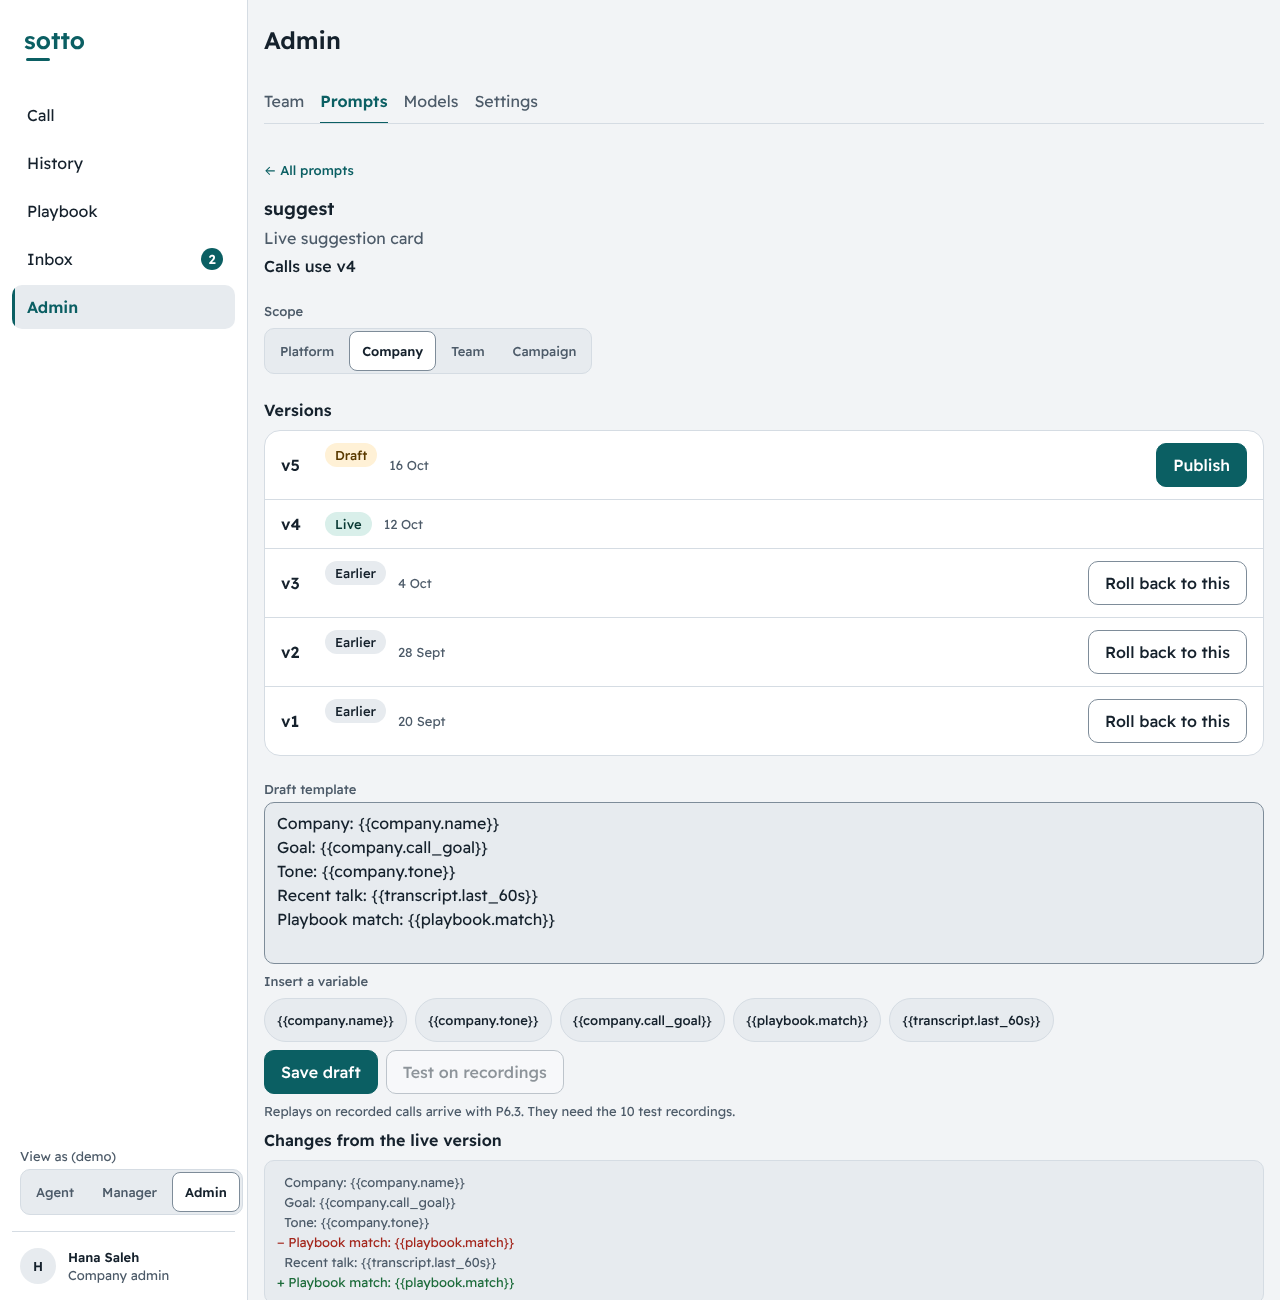 sotto
Call
History
Playbook
Inbox 2
Admin
View as (demo)
Agent Manager Admin
H
Hana Saleh
Company admin
Admin
Team Prompts Models Settings
← All prompts
suggest
Live suggestion card
Calls use v4
Scope
Platform Company Team Campaign
Versions
v5 Draft 16 Oct Publish
v4 Live 12 Oct
v3 Earlier 4 Oct Roll back to this
v2 Earlier 28 Sept Roll back to this
v1 Earlier 20 Sept Roll back to this
Draft template
Company: {{company.name}}
Goal: {{company.call_goal}}
Tone: {{company.tone}}
Recent talk: {{transcript.last_60s}}
Playbook match: {{playbook.match}}
Insert a variable
{{company.name}} {{company.tone}} {{company.call_goal}} {{playbook.match}} {{transcript.last_60s}}
Save draft Test on recordings
Replays on recorded calls arrive with P6.3. They need the 10 test recordings.
Changes from the live version
Company: {{company.name}}
Goal: {{company.call_goal}}
Tone: {{company.tone}}
− Playbook match: {{playbook.match}}
Recent talk: {{transcript.last_60s}}
+ Playbook match: {{playbook.match}}